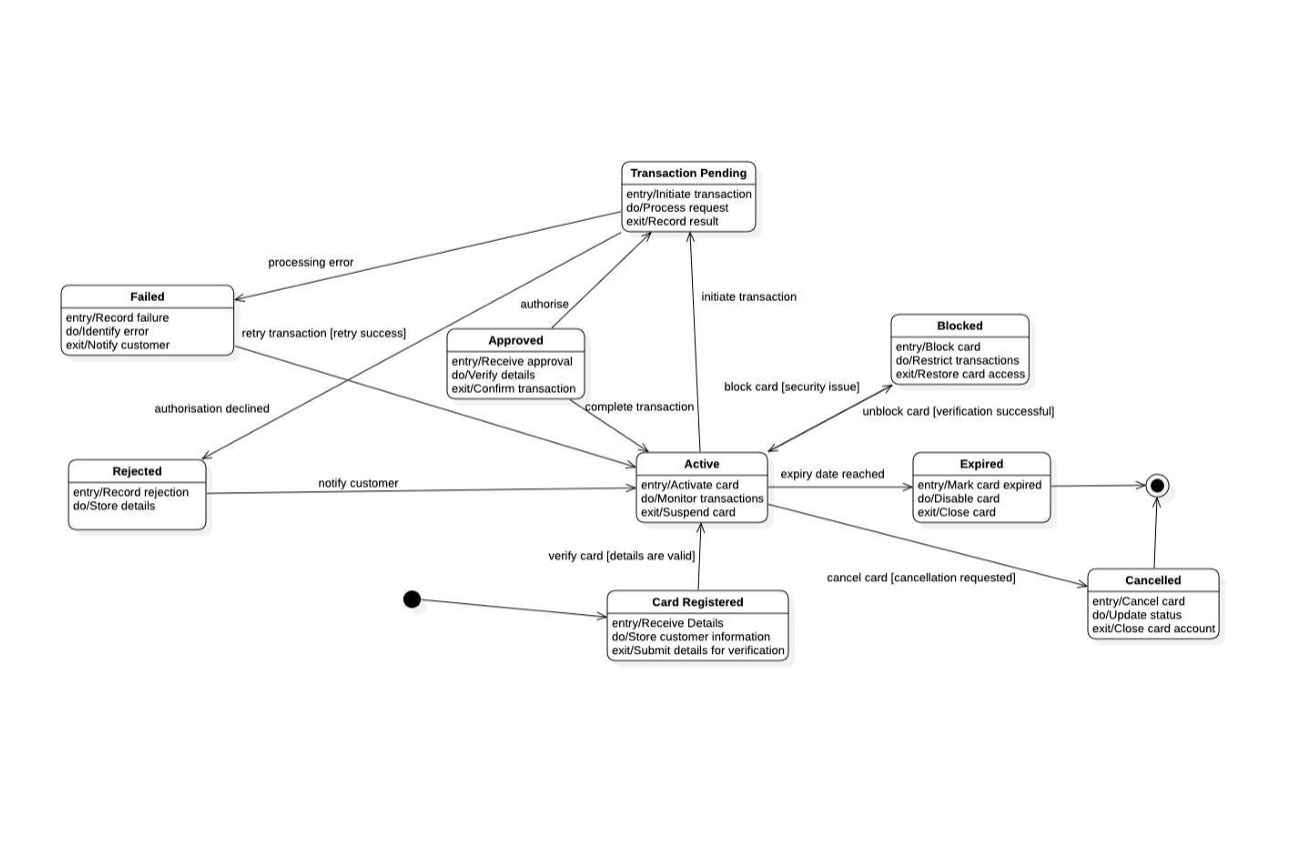 Transaction Pending
entry/Initiate transaction
do/Process request
exit/Record result
processing error
Failed
entry/Record failure
do/Identify error
exit/Notify customer
authorise
initiate transaction
retry transaction [retry success]
Approved
entry/Receive approval
do/Verify details
exit/Confirm transaction
Blocked
entry/Block card
do/Restrict transactions
exit/Restore card access
block card [security issue]
unblock card [verification successful]
authorisation declined
complete transaction
Rejected
entry/Record rejection
do/Store details
notify customer
Active
entry/Activate card
do/Monitor transactions
exit/Suspend card
expiry date reached
Expired
entry/Mark card expired
do/Disable card
exit/Close card
verify card [details are valid]
cancel card [cancellation requested]
Cancelled
entry/Cancel card
do/Update status
exit/Close card account
Card Registered
entry/Receive Details
do/Store customer information
exit/Submit details for verification